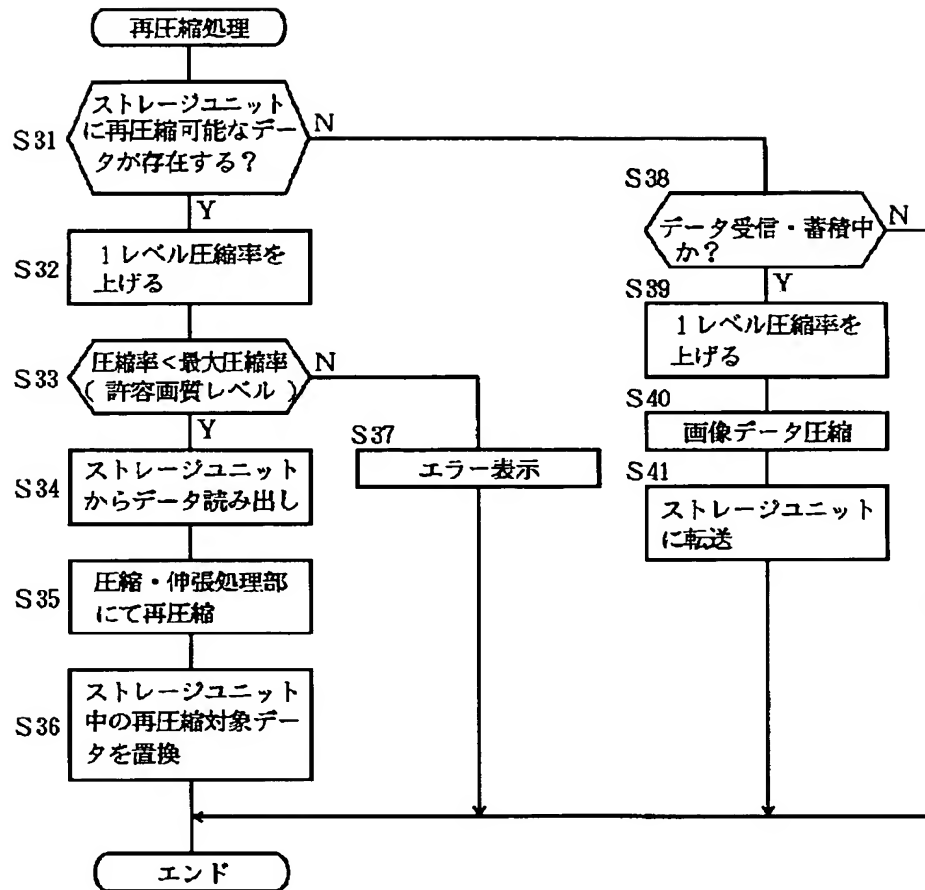 再圧縮処理
S31
ストレージユニット
に再圧縮可能なデー
タが存在する？
N
Y
S32
1レベル圧縮率を
上げる
S33
圧縮率＜最大圧縮率
（許容画質レベル）
N
Y
S34
ストレージユニット
からデータ読み出し
S35
圧縮・伸張処理部
にて再圧縮
S36
ストレージユニット
中の再圧縮対象デー
タを置換
S37
エラー表示
S38
データ受信・蓄積中
か？
N
Y
S39
1レベル圧縮率を
上げる
S40
画像データ圧縮
S41
ストレージユニット
に転送
エンド